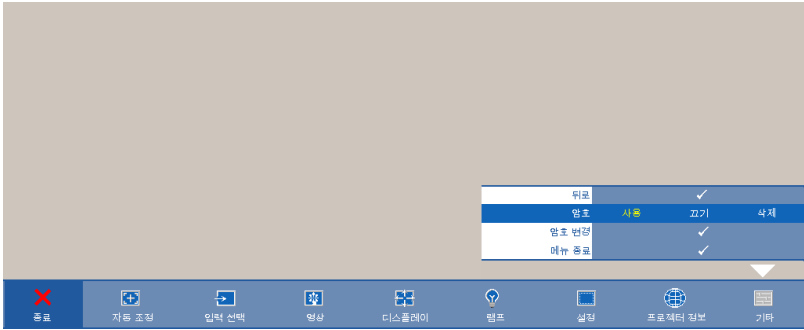 뒤로
암호 사용 끄기 삭제
암호 변경
메뉴 종료
종료 자동 조정 입력 선택 영상 디스플레이 램프 설정 프로젝터 정보 기타